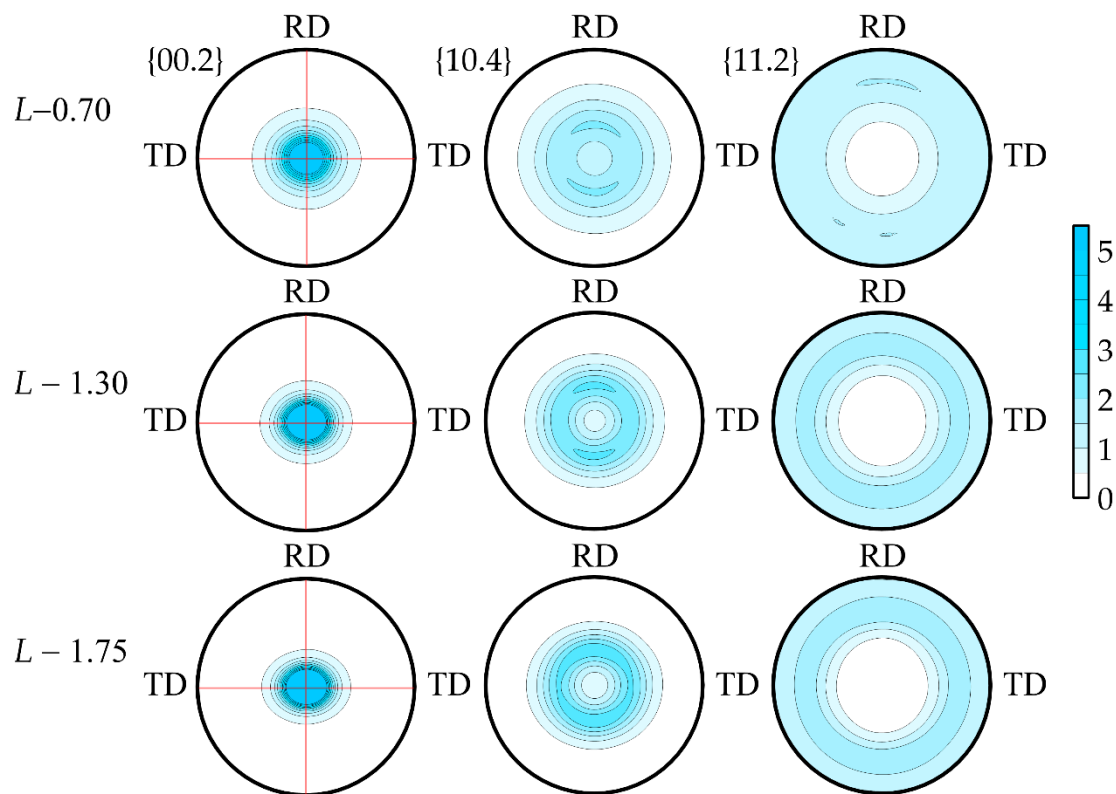 RD RD RD
{00.2} {10.4} {11.2}
L–0.70
TD TD TD TD
RD RD RD
L – 1.30
TD TD TD TD
RD RD RD
L – 1.75
TD TD TD TD
5
4
3
2
1
0